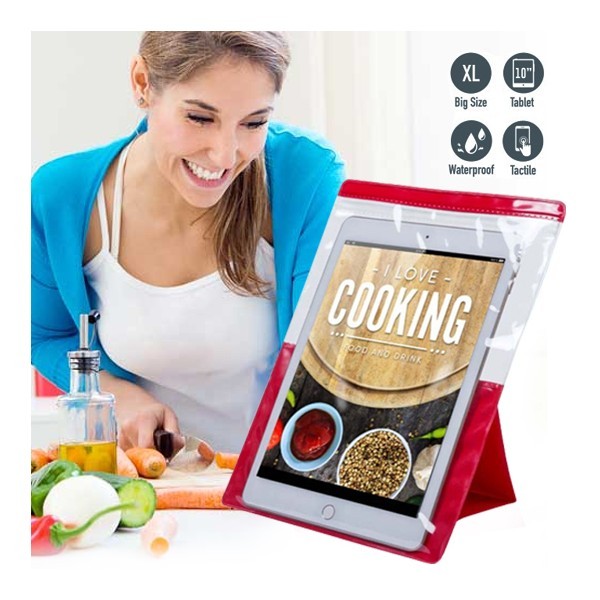 XL
Big Size
10"
Tablet
Waterproof
Tactile
- I LOVE -
COOKING
FOOD AND DRINK